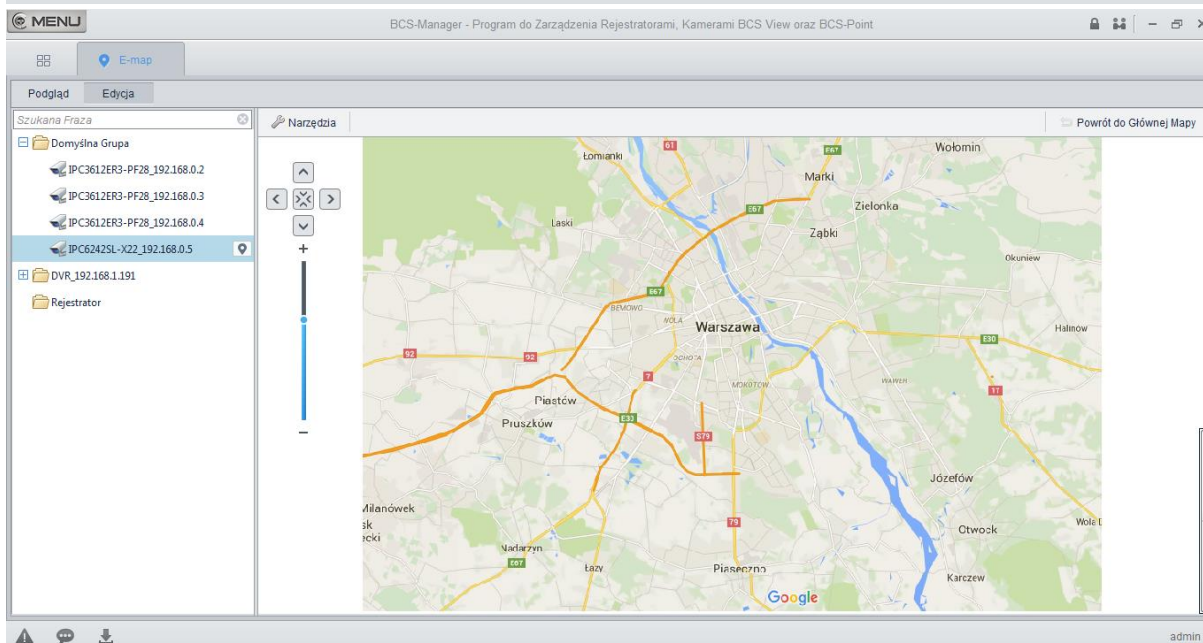 MENU
BCS-Manager - Program do Zarządzenia Rejestratorami, Kamerami BCS View oraz BCS-Point
E-map
Podgląd Edycja
Szukana Fraza
Narzędzia
Powrót do Głównej Mapy
Domyślna Grupa
IPC3612ER3-PF28_192.168.0.2
IPC3612ER3-PF28_192.168.0.3
IPC3612ER3-PF28_192.168.0.4
IPC6242SL-X22_192.168.0.5
DVR_192.168.1.191
Rejestrator
+
−
61
E67
Wołomin
Łomianki
Marki
Zielonka
E67
Laski
Ząbki
Okuniew
E67
BEMOWO
WOLA
Warszawa
Halinów
E30
92
92
OCHOTA
7
MOKOTÓW
WAWER
17
Piastów
E30
Pruszków
S79
Józefów
Milanówek
sk
ecki
79
Otwock
Nadarzyn
E67
Łazy
Piaseczno
Karczew
Google
admin